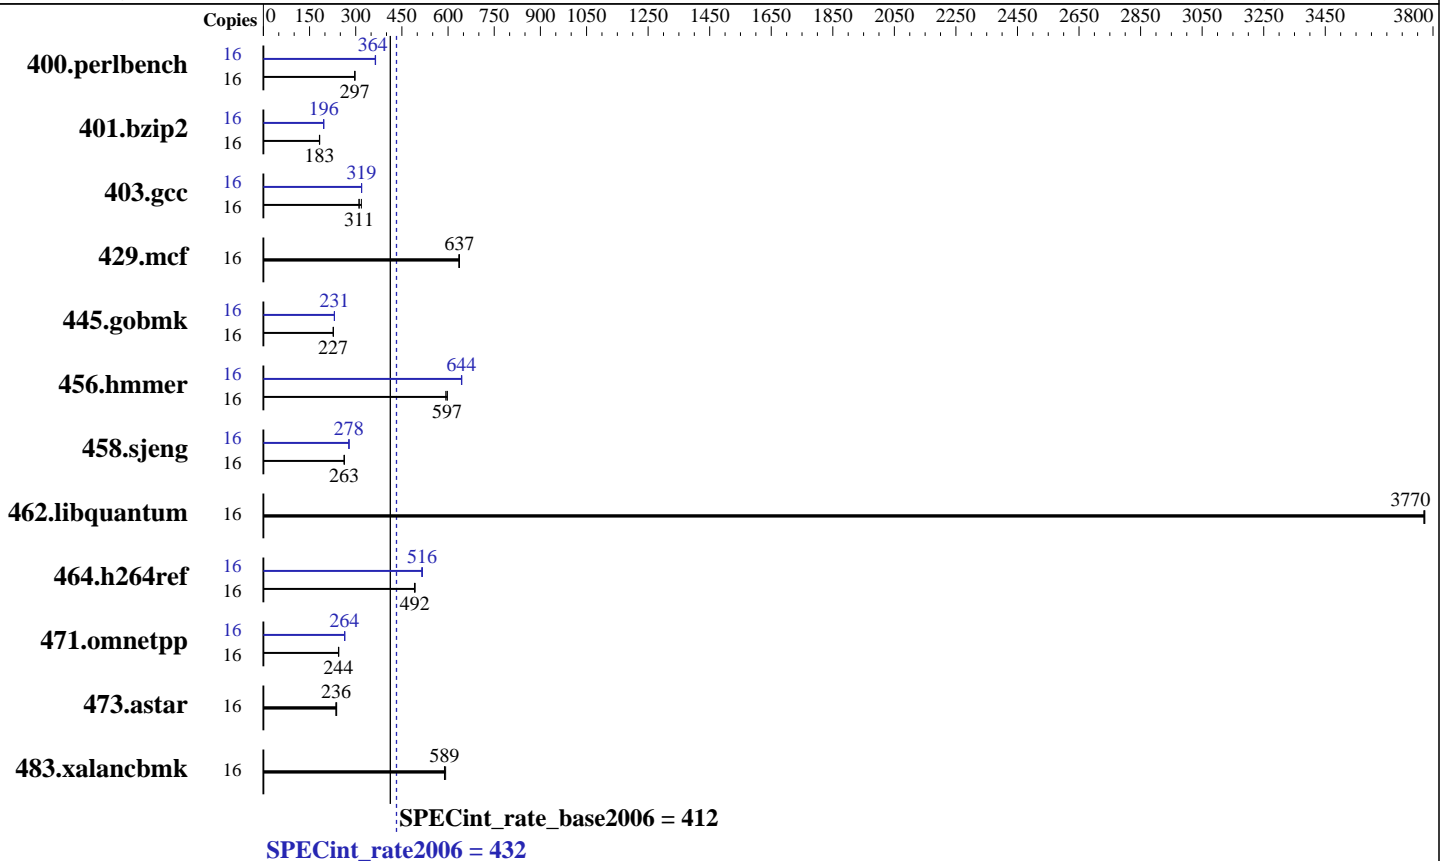 Copies 0 150 300 450 600 750 900 1050 1250 1450 1650 1850 2050 2250 2450 2650 2850 3050 3250 3450 3800
400.perlbench 16 364
16 297
401.bzip2 16 196
16 183
403.gcc 16 319
16 311
429.mcf 16 637
445.gobmk 16 231
16 227
456.hmmer 16 644
16 597
458.sjeng 16 278
16 263
462.libquantum 16 3770
464.h264ref 16 516
16 492
471.omnetpp 16 264
16 244
473.astar 16 236
483.xalancbmk 16 589
SPECint_rate_base2006 = 412
SPECint_rate2006 = 432